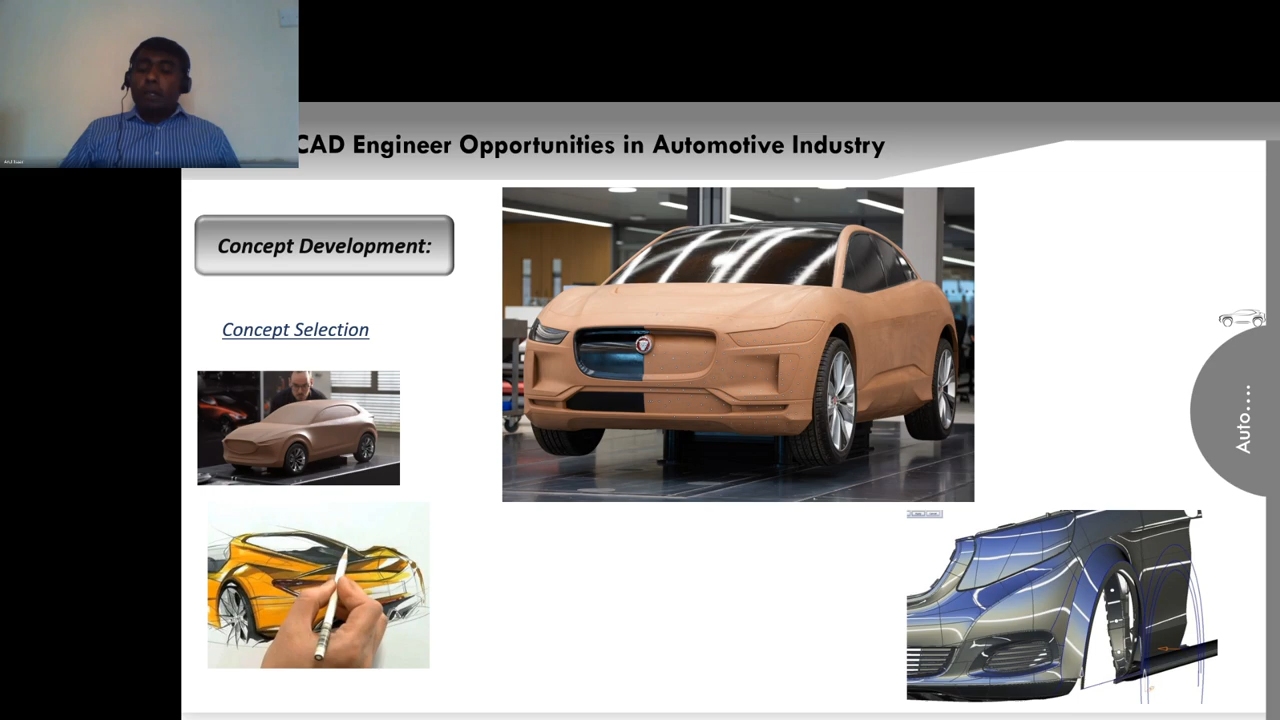 CAD Engineer Opportunities in Automotive Industry
Concept Development:
Concept Selection
Auto....